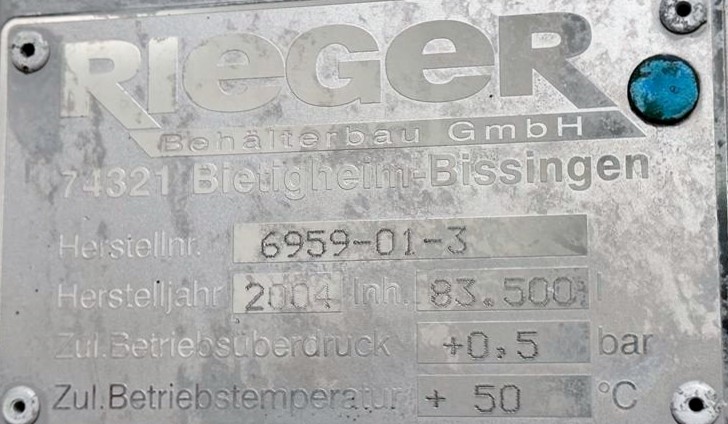 RIEGER
Behälterbau GmbH
74321 Bietigheim-Bissingen
Herstellnr. 6959-01-3
Herstelljahr 2004 Inh. 83.500 l
Zul.Betriebsüberdruck +0.5 bar
Zul.Betriebstemperatur + 50 °C